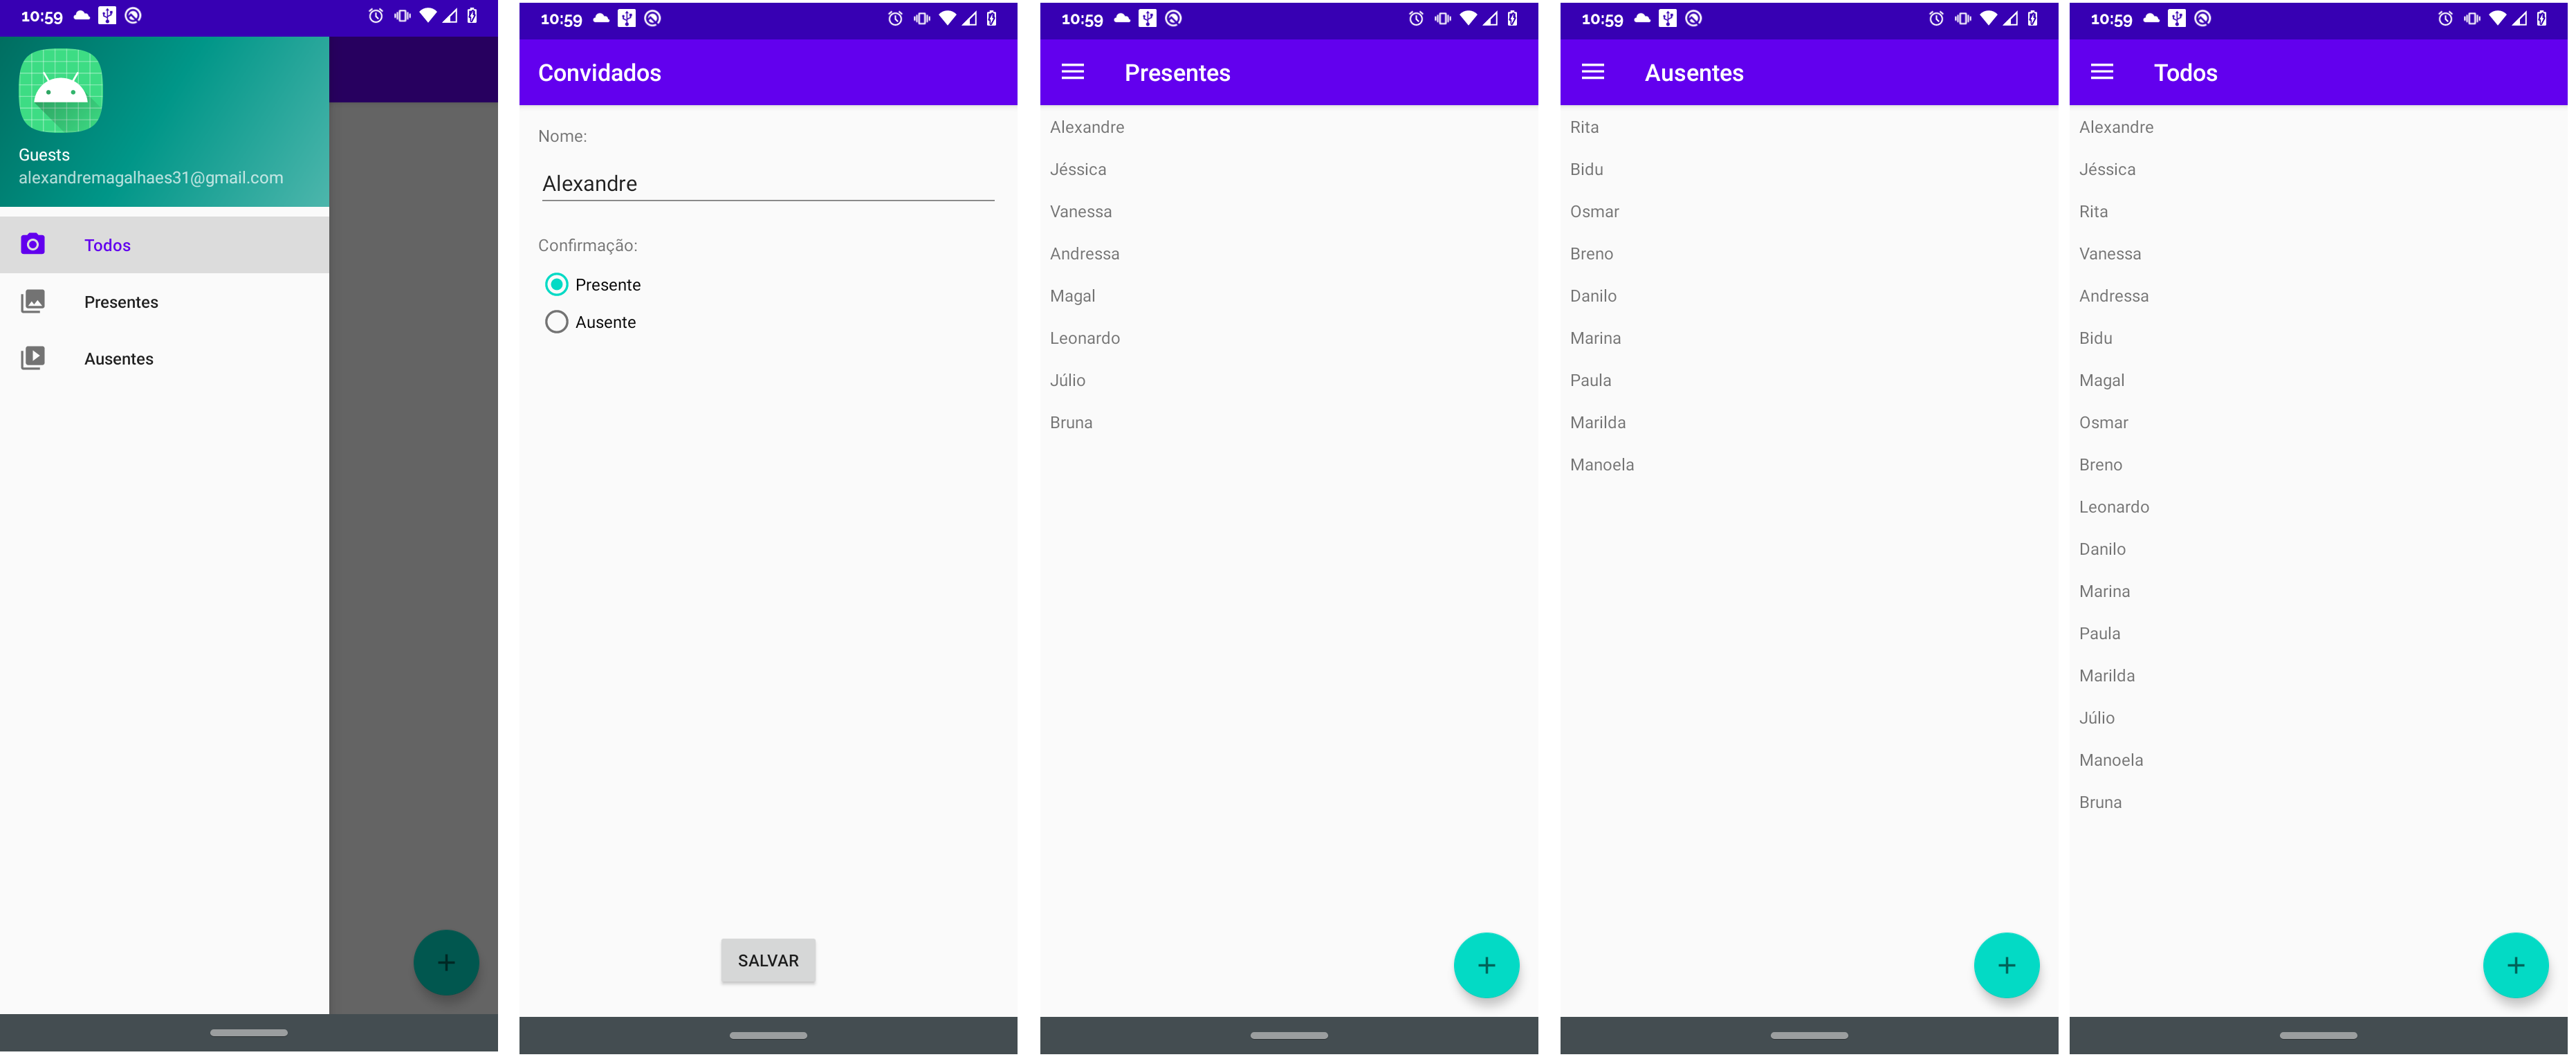 10:59
Guests
alexandremagalhaes31@gmail.com
Todos
Presentes
Ausentes
10:59
Convidados
Nome:
Alexandre
Confirmação:
Presente
Ausente
SALVAR
10:59
Presentes
Alexandre
Jéssica
Vanessa
Andressa
Magal
Leonardo
Júlio
Bruna
10:59
Ausentes
Rita
Bidu
Osmar
Breno
Danilo
Marina
Paula
Marilda
Manoela
10:59
Todos
Alexandre
Jéssica
Rita
Vanessa
Andressa
Bidu
Magal
Osmar
Breno
Leonardo
Danilo
Marina
Paula
Marilda
Júlio
Manoela
Bruna